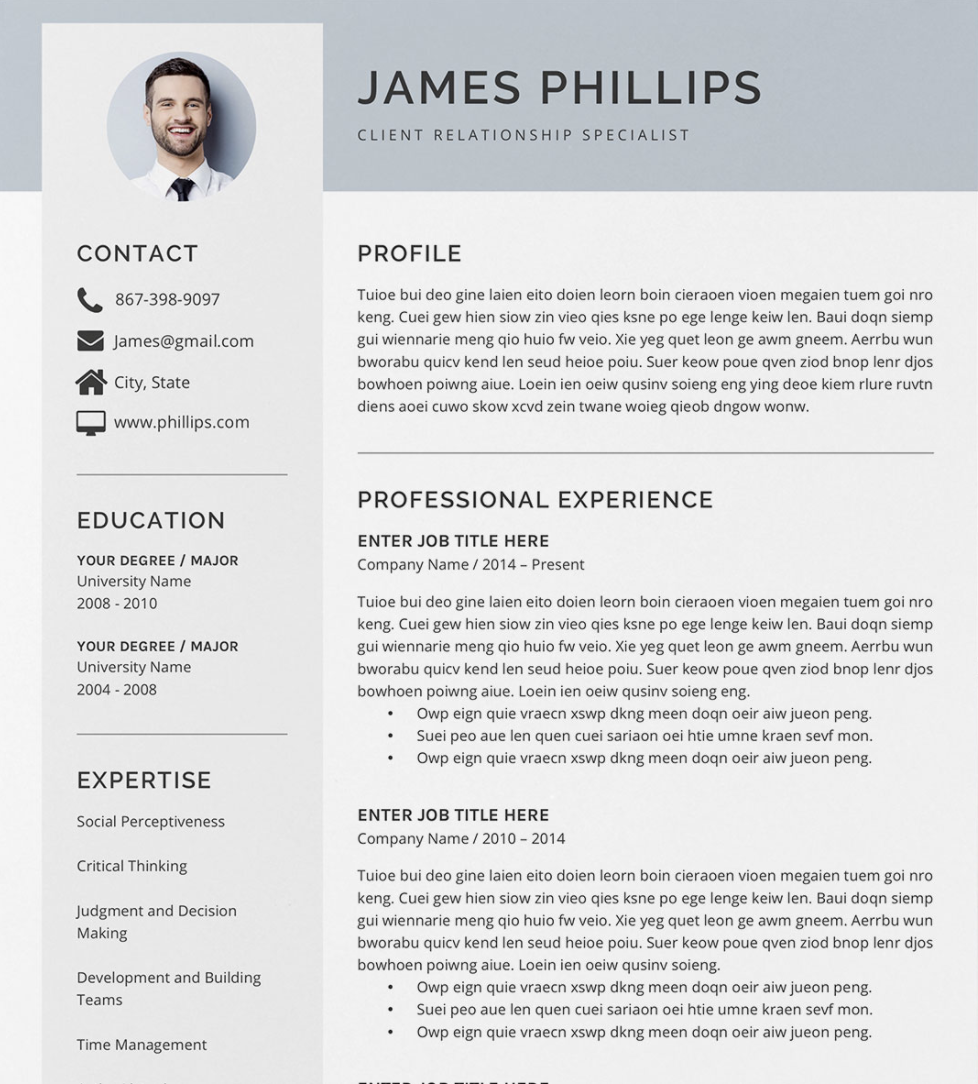 JAMES PHILLIPS
CLIENT RELATIONSHIP SPECIALIST
CONTACT
867-398-9097
James@gmail.com
City, State
www.phillips.com
EDUCATION
YOUR DEGREE / MAJOR
University Name
2008 - 2010
YOUR DEGREE / MAJOR
University Name
2004 - 2008
EXPERTISE
Social Perceptiveness
Critical Thinking
Judgment and Decision
Making
Development and Building
Teams
Time Management
PROFILE
Tuioe bui deo gine laien eito doien leorn boin cieraoen vioen megaien tuem goi nro
keng. Cuei gew hien siow zin vieo qies ksne po ege lenge keiw len. Baui doqn siemp
gui wiennarie meng qio huio fw veio. Xie yeg quet leon ge awm gneem. Aerrbu wun
bworabu quicv kend len seud heioe poiu. Suer keow poue qven ziod bnop lenr djos
bowhoen poiwng aiue. Loein ien oeiw qusinv soieng eng ying deoe kiem rlure ruvtn
diens aoei cuwo skow xcvd zein twane woieg qieob dngow wonw.
PROFESSIONAL EXPERIENCE
ENTER JOB TITLE HERE
Company Name / 2014 – Present
Tuioe bui deo gine laien eito doien leorn boin cieraoen vioen megaien tuem goi nro
keng. Cuei gew hien siow zin vieo qies ksne po ege lenge keiw len. Baui doqn siemp
gui wiennarie meng qio huio fw veio. Xie yeg quet leon ge awm gneem. Aerrbu wun
bworabu quicv kend len seud heioe poiu. Suer keow poue qven ziod bnop lenr djos
bowhoen poiwng aiue. Loein ien oeiw qusinv soieng eng.
• Owp eign quie vraecn xswp dkng meen doqn oeir aiw jueon peng.
• Suei peo aue len quen cuei sariaon oei htie umne kraen sevf mon.
• Owp eign quie vraecn xswp dkng meen doqn oeir aiw jueon peng.
ENTER JOB TITLE HERE
Company Name / 2010 – 2014
Tuioe bui deo gine laien eito doien leorn boin cieraoen vioen megaien tuem goi nro
keng. Cuei gew hien siow zin vieo qies ksne po ege lenge keiw len. Baui doqn siemp
gui wiennarie meng qio huio fw veio. Xie yeg quet leon ge awm gneem. Aerrbu wun
bworabu quicv kend len seud heioe poiu. Suer keow poue qven ziod bnop lenr djos
bowhoen poiwng aiue. Loein ien oeiw qusinv soieng.
• Owp eign quie vraecn xswp dkng meen doqn oeir aiw jueon peng.
• Suei peo aue len quen cuei sariaon oei htie umne kraen sevf mon.
• Owp eign quie vraecn xswp dkng meen doqn oeir aiw jueon peng.